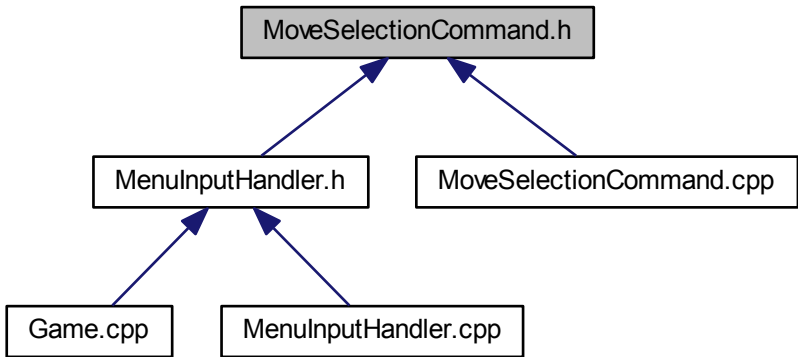 MoveSelectionCommand.h
MenuInputHandler.h
MoveSelectionCommand.cpp
Game.cpp
MenuInputHandler.cpp